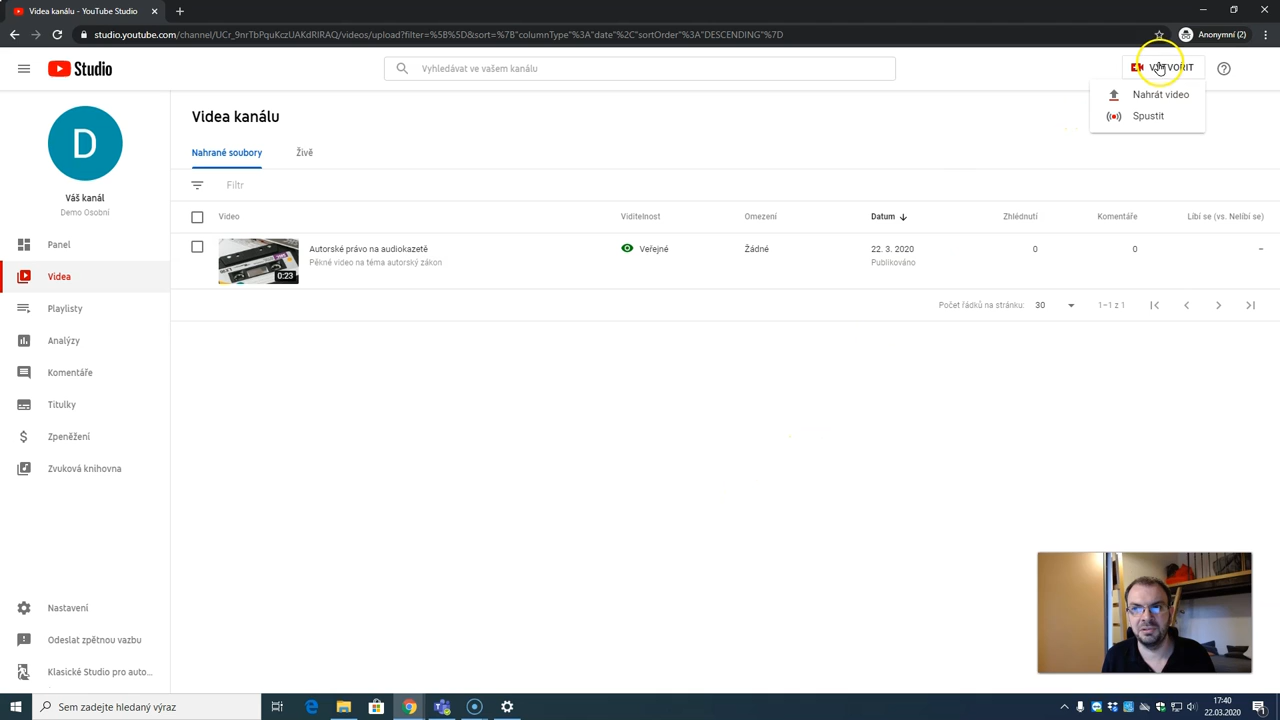 Nahraná videa kanálu – YouTub
studio.youtube.com/channel/UCr_9nrTbPquKczUAKdRIRAQ/videos/upload?filter=%5B%5D&sort=%7B"columnType"%3A"date"%2C"sortOrder"%3A"DESCENDING"%7D
Anonymní (2)
Studio
Vyhledávat ve vašem kanálu
VYTVOŘIT
Nahrát video
Spustit
D
Váš kanál
Demo Osobní
Panel
Videa
Playlisty
Analýzy
Komentáře
Titulky
Zpeněžení
Zvuková knihovna
Nastavení
Odeslat zpětnou vazbu
Klasické Studio pro auto...
Videa kanálu
Nahrané soubory Živě
Filtr
Video Viditelnost Omezení Datum Zhlédnutí Komentáře Líbí se (vs. Nelíbí se)
Autorské právo na audiokazetě Veřejné Žádné 22. 3. 2020 0 0 –
Pěkné video na téma autorský zákon Publikováno
0:23
Počet řádků na stránku: 30 1–1 z 1
Sem zadejte hledaný výraz
17:40
22.03.2020